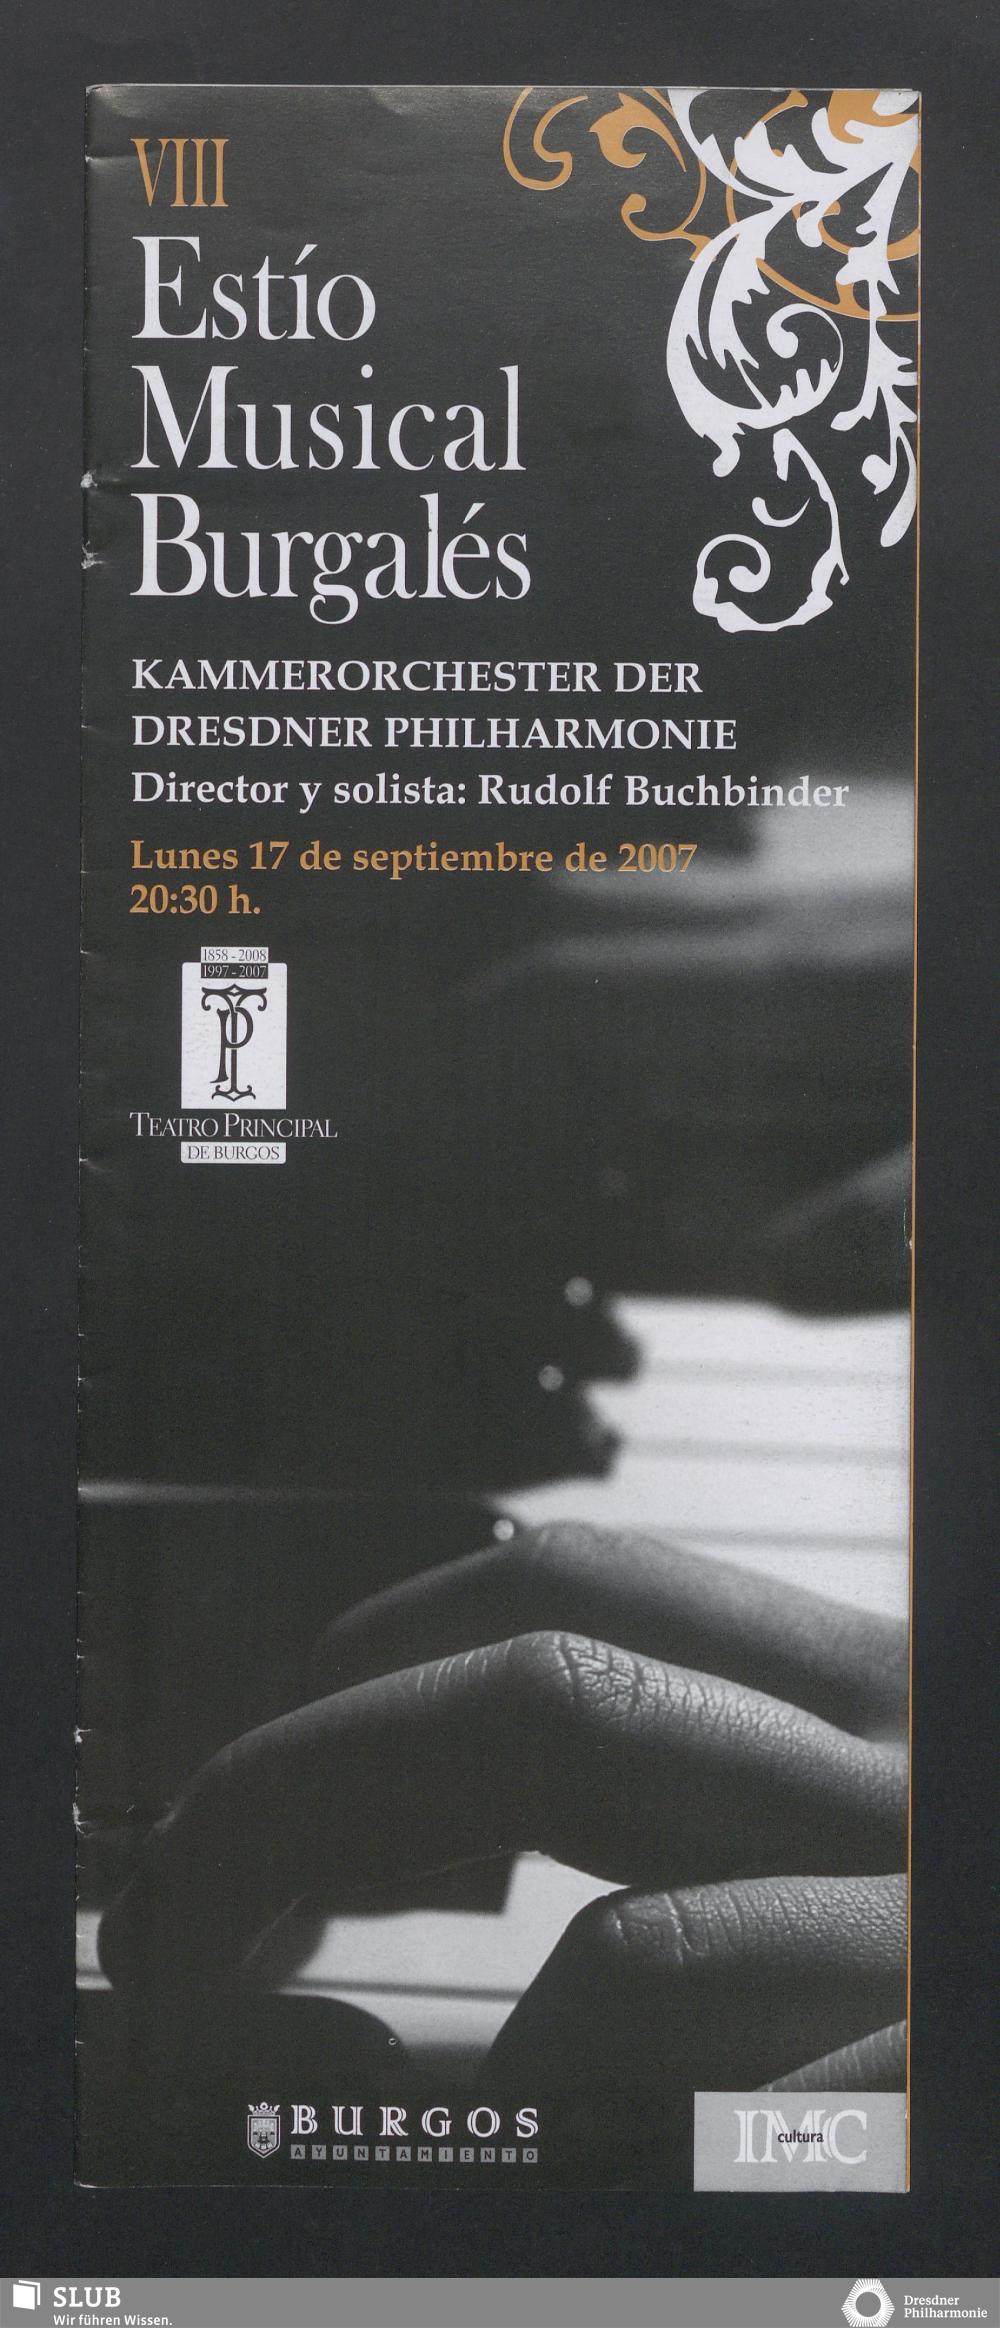 VIII
Estío
Musical
Burgalés
KAMMERORCHESTER DER
DRESDNER PHILHARMONIE
Director y solista: Rudolf Buchbinder
Lunes 17 de septiembre de 2007
20:30 h.
1858 - 2008
1997 - 2007
TP
TEATRO PRINCIPAL
DE BURGOS
BURGOS
AYUNTAMIENTO
IMC
cultura
SLUB
Wir führen Wissen.
Dresdner
Philharmonie